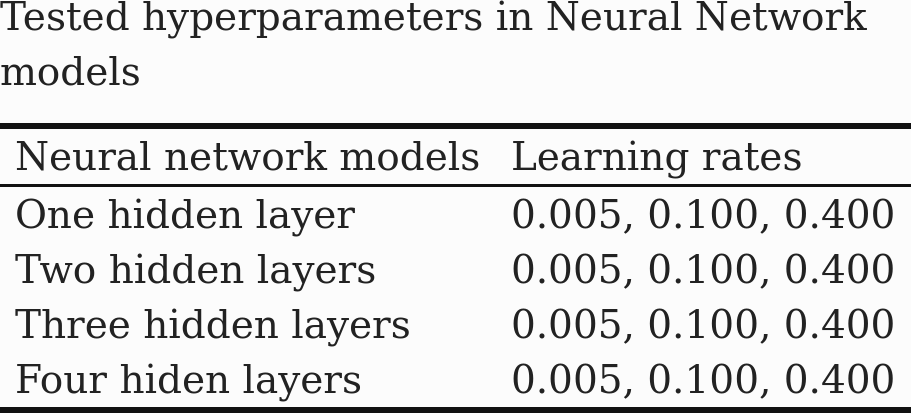 Tested hyperparameters in Neural Network
models
Neural network models Learning rates
One hidden layer 0.005, 0.100, 0.400
Two hidden layers 0.005, 0.100, 0.400
Three hidden layers 0.005, 0.100, 0.400
Four hiden layers 0.005, 0.100, 0.400